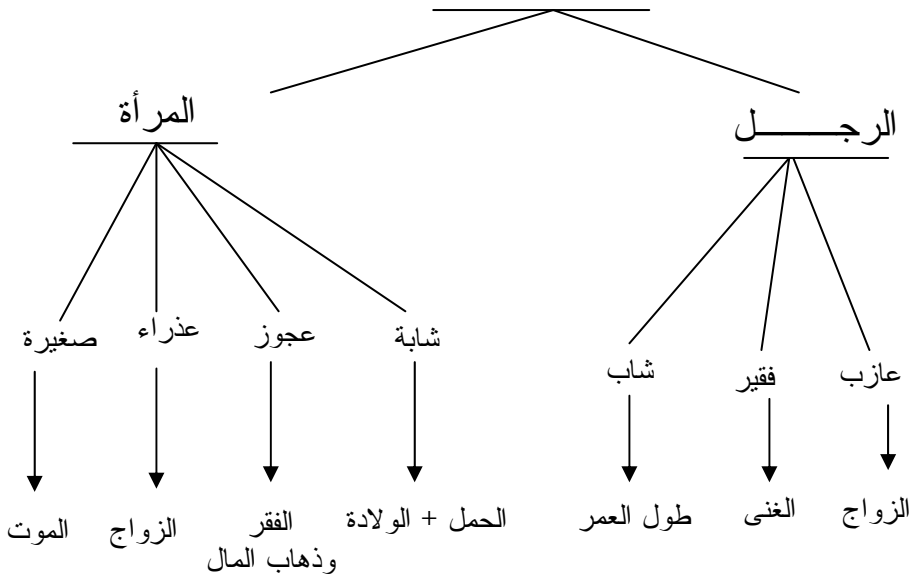 الرجـــــل
المرأة
عازب
فقير
شاب
شابة
عجوز
عذراء
صغيرة
الزواج
الغنى
طول العمر
الحمل + الولادة
الفقر
وذهاب المال
الزواج
الموت